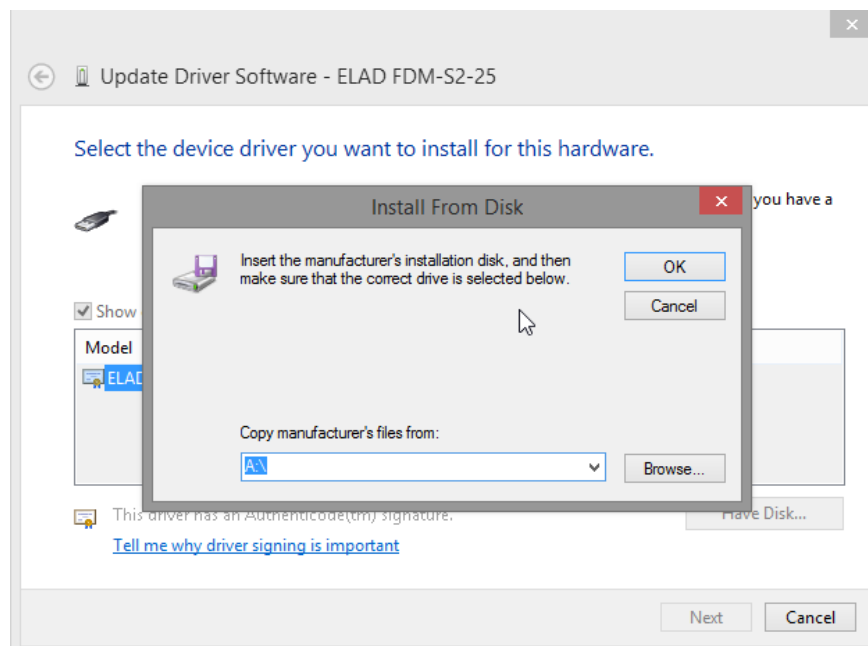 Update Driver Software - ELAD FDM-S2-25
Select the device driver you want to install for this hardware.
you have a
Install From Disk
Insert the manufacturer's installation disk, and then
make sure that the correct drive is selected below.
OK
Cancel
Show
Model
ELAD
Copy manufacturer's files from:
A:\
Browse...
This driver has an Authenticode(tm) signature.
Have Disk...
Tell me why driver signing is important
Next
Cancel